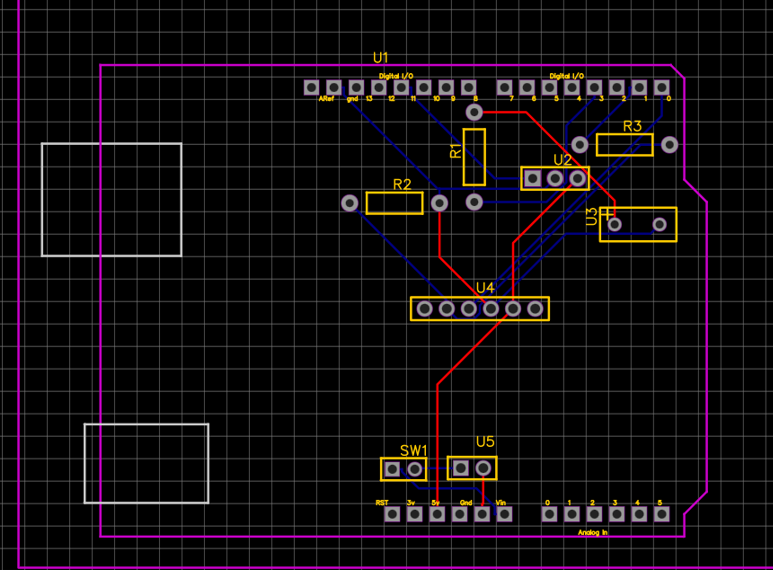 U1
Digital I/O Digital I/O
ARef gnd 13 12 11 10 9 8 7 6 5 4 3 2 1 0
R1
R3
U2
R2
+
U3
U4
SW1
U5
RST 3v 5v Gnd Vin 0 1 2 3 4 5
Analog In